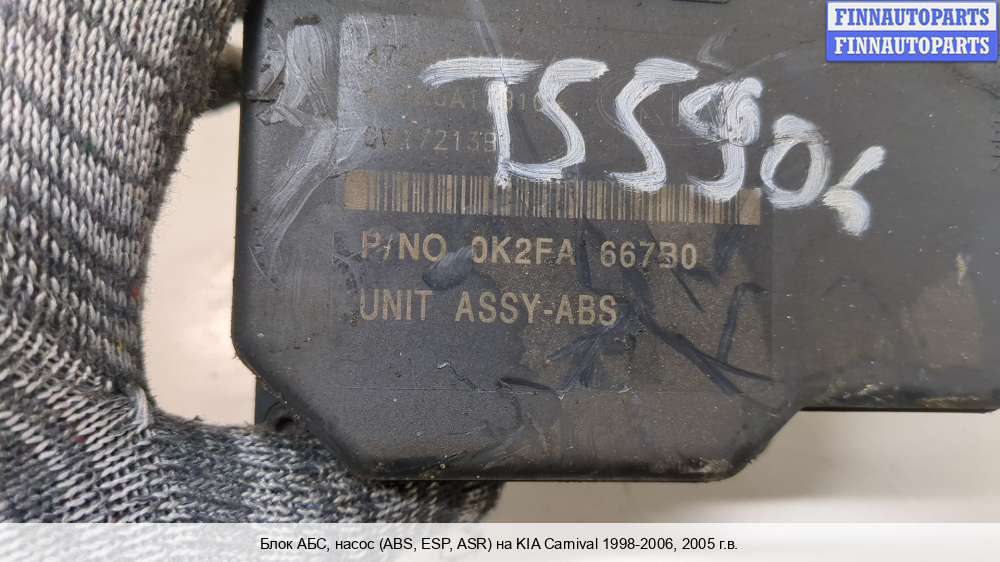 FINNAUTOPARTS
FINNAUTOPARTS
T5590
P/NO 0K2FA 667B0
UNIT ASSY-ABS
Блок АБС, насос (ABS, ESP, ASR) на KIA Carnival 1998-2006, 2005 г.в.